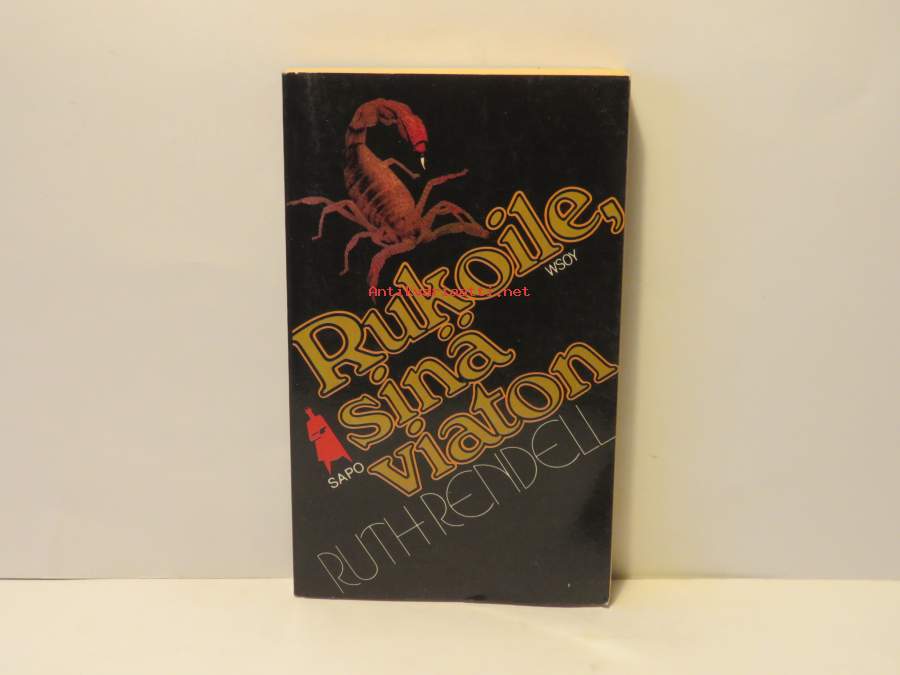 Rukoile,
WSOY
Antikvariaatti.net
sinä
viaton
SAPO
RUTH RENDELL